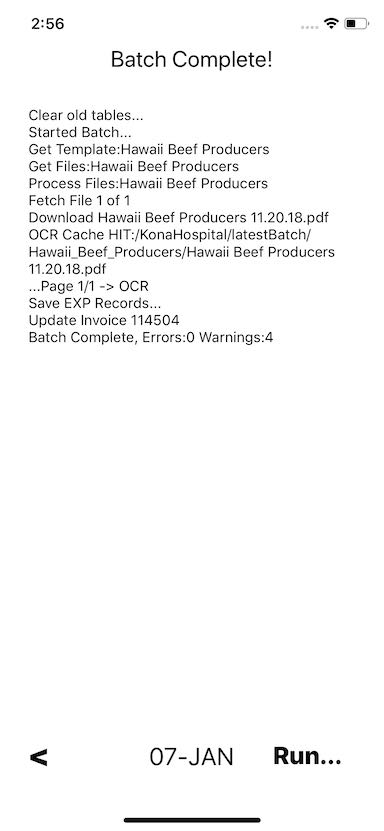 2:56
Batch Complete!
Clear old tables...
Started Batch...
Get Template:Hawaii Beef Producers
Get Files:Hawaii Beef Producers
Process Files:Hawaii Beef Producers
Fetch File 1 of 1
Download Hawaii Beef Producers 11.20.18.pdf
OCR Cache HIT:/KonaHospital/latestBatch/
Hawaii_Beef_Producers/Hawaii Beef Producers
11.20.18.pdf
...Page 1/1 -> OCR
Save EXP Records...
Update Invoice 114504
Batch Complete, Errors:0 Warnings:4
< 07-JAN Run...